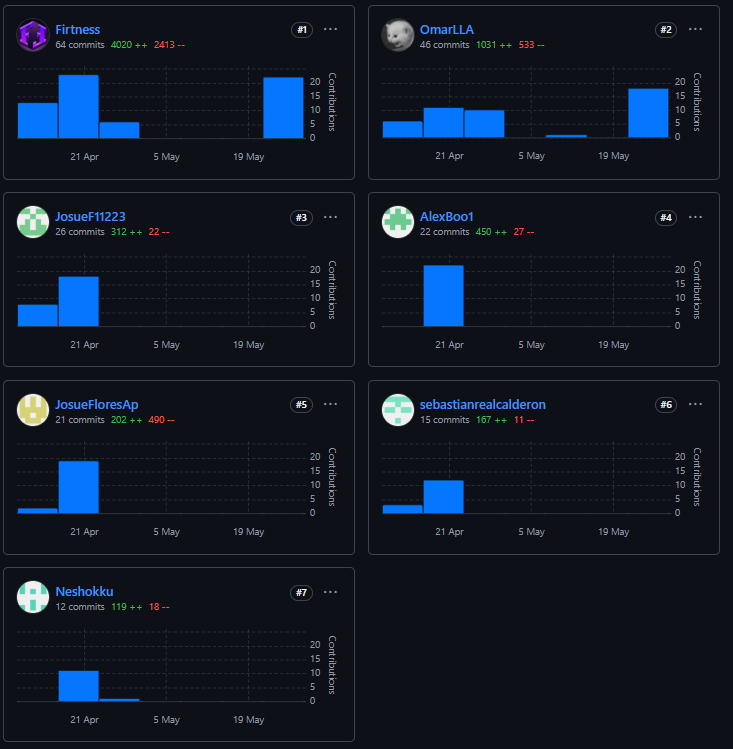 Firtness #1 ...
64 commits 4020 ++ 2413 --
20
15
10
5
0
Contributions
21 Apr 5 May 19 May
OmarLLA #2 ...
46 commits 1031 ++ 533 --
20
15
10
5
0
Contributions
21 Apr 5 May 19 May
JosueF11223 #3 ...
26 commits 312 ++ 22 --
20
15
10
5
0
Contributions
21 Apr 5 May 19 May
AlexBoo1 #4 ...
22 commits 450 ++ 27 --
20
15
10
5
0
Contributions
21 Apr 5 May 19 May
JosueFloresAp #5 ...
21 commits 202 ++ 490 --
20
15
10
5
0
Contributions
21 Apr 5 May 19 May
sebastianrealcalderon #6 ...
15 commits 167 ++ 11 --
20
15
10
5
0
Contributions
21 Apr 5 May 19 May
Neshokku #7 ...
12 commits 119 ++ 18 --
20
15
10
5
0
Contributions
21 Apr 5 May 19 May